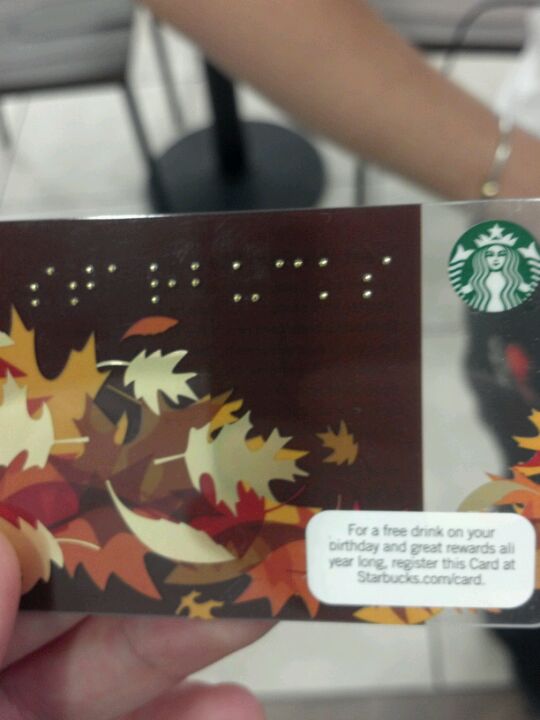 For a free drink on your
birthday and great rewards all
year long, register this Card at
Starbucks.com/card.